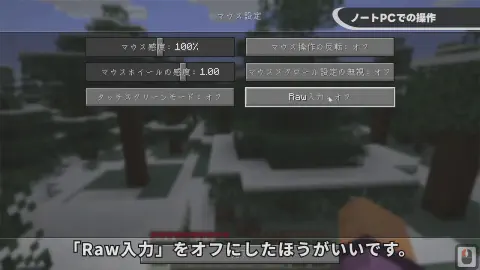 マウス設定
ノートPCでの操作
マウス感度：100%
マウス操作の反転：オフ
マウスホイールの感度：1.00
マウススクロール設定の無視：オフ
タッチスクリーンモード：オフ
Raw入力：オフ
「Raw入力」をオフにしたほうがいいです。